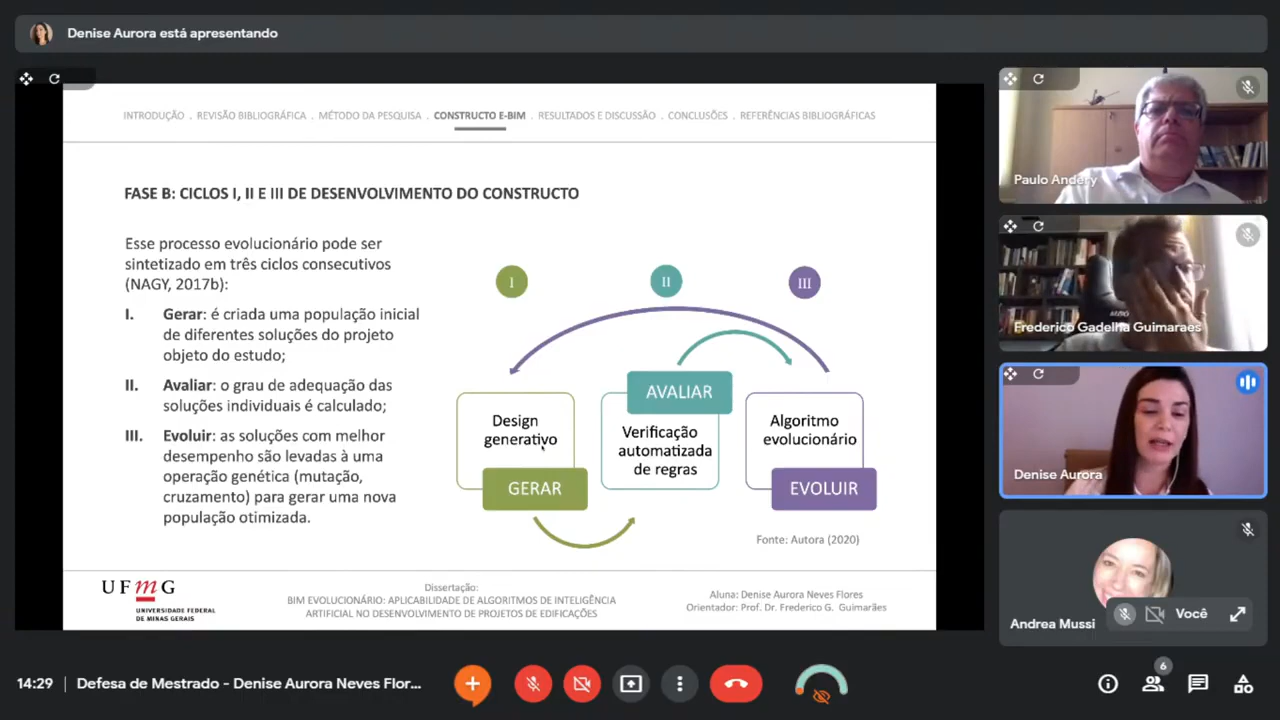 Denise Aurora está apresentando
INTRODUÇÃO . REVISÃO BIBLIOGRÁFICA . MÉTODO DA PESQUISA . CONSTRUCTO E-BIM . RESULTADOS E DISCUSSÃO . CONCLUSÕES . REFERÊNCIAS BIBLIOGRÁFICAS
FASE B: CICLOS I, II E III DE DESENVOLVIMENTO DO CONSTRUCTO
Esse processo evolucionário pode ser
sintetizado em três ciclos consecutivos
(NAGY, 2017b):
I. Gerar: é criada uma população inicial
de diferentes soluções do projeto
objeto do estudo;
II. Avaliar: o grau de adequação das
soluções individuais é calculado;
III. Evoluir: as soluções com melhor
desempenho são levadas à uma
operação genética (mutação,
cruzamento) para gerar uma nova
população otimizada.
I
II
III
Design
generativo
GERAR
AVALIAR
Verificação
automatizada
de regras
Algoritmo
evolucionário
EVOLUIR
Fonte: Autora (2020)
UFmG
UNIVERSIDADE FEDERAL
DE MINAS GERAIS
Dissertação:
BIM EVOLUCIONÁRIO: APLICABILIDADE DE ALGORITMOS DE INTELIGÊNCIA
ARTIFICIAL NO DESENVOLVIMENTO DE PROJETOS DE EDIFICAÇÕES
Aluna: Denise Aurora Neves Flores
Orientador: Prof. Dr. Frederico G. Guimarães
Paulo Andery
Frederico Gadelha Guimaraes
Denise Aurora
Andrea Mussi
Você
14:29 | Defesa de Mestrado - Denise Aurora Neves Flor...
6